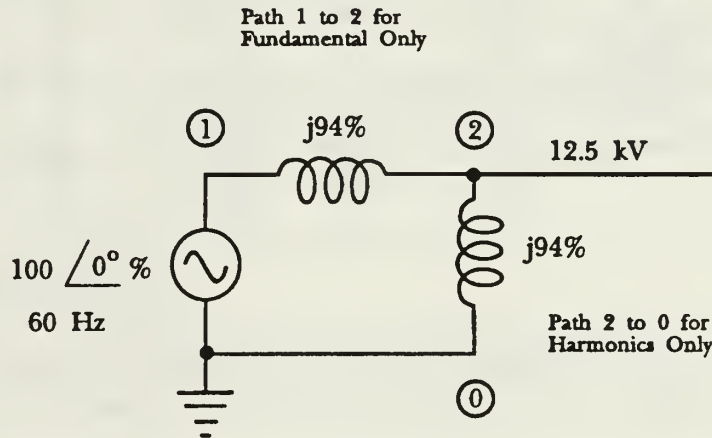 Path 1 to 2 for
Fundamental Only
1
j94%
2
12.5 kV
100 /0° %
60 Hz
j94%
Path 2 to 0 for
Harmonics Only
0